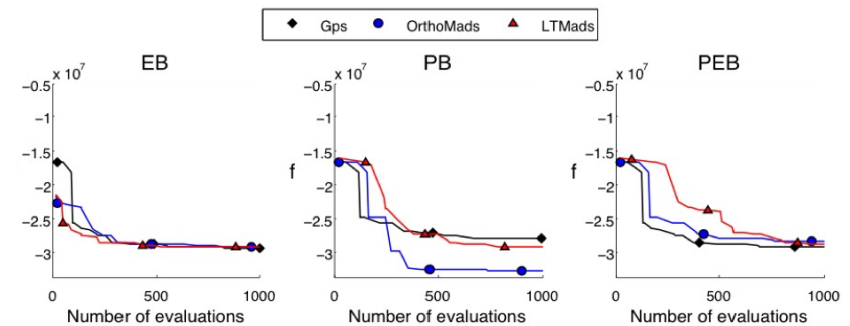 Gps OrthoMads LTMads
EB PB PEB
x 10^7 x 10^7 x 10^7
−0.5 −0.5 −0.5
−1 −1 −1
−1.5 −1.5 −1.5
f f
−2 −2 −2
−2.5 −2.5 −2.5
−3 −3 −3
0 500 1000 0 500 1000 0 500 1000
Number of evaluations Number of evaluations Number of evaluations